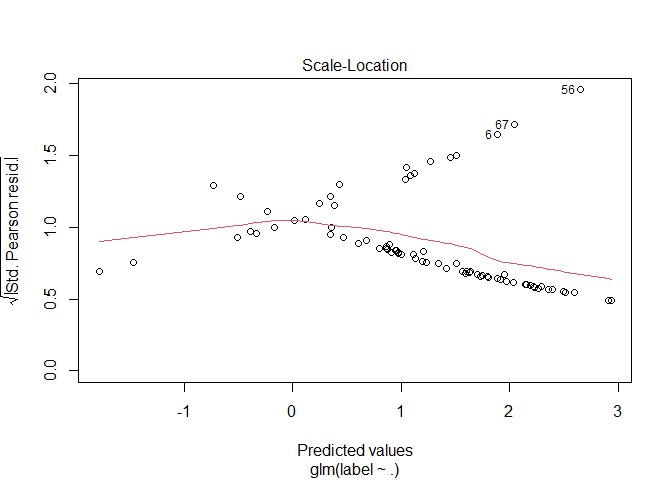 Scale-Location
√|Std. Pearson resid.|
2.0
1.5
1.0
0.5
0.0
56
67
6
-1 0 1 2 3
Predicted values
glm(label ~ .)